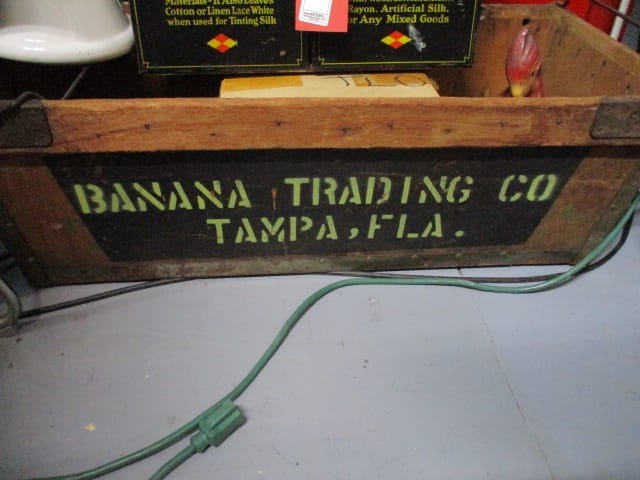 Materials-It Also Leaves
Cotton or Linen Lace White
when used for Tinting Silk
Rayon, Artificial Silk.
or Any Mixed Goods
BANANA TRADING CO
TAMPA, FLA.